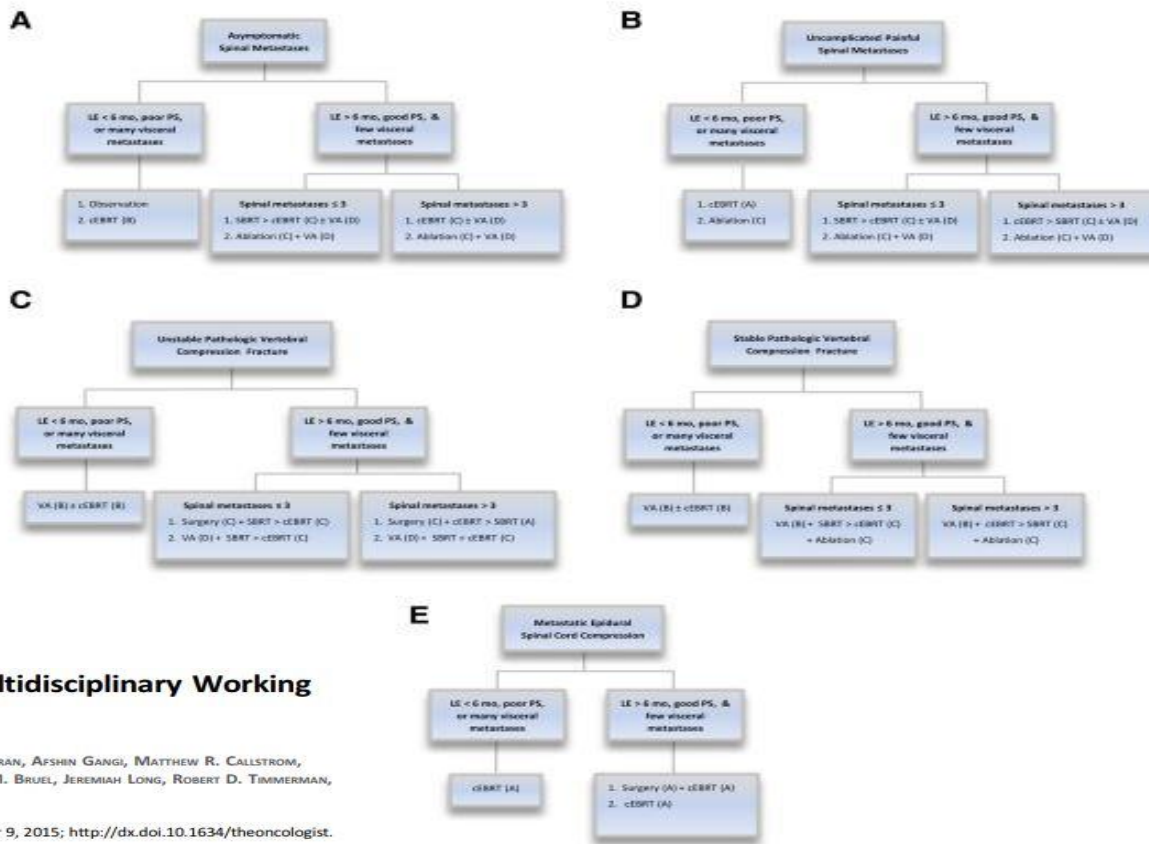 A
Asymptomatic
Spinal Metastases
LE < 6 mo, poor PS,
or many visceral
metastases
LE > 6 mo, good PS, &
few visceral
metastases
1. Observation
2. cEBRT (B)
Spinal metastases ≤ 3
1. SBRT > cEBRT (C) ± VA (D)
2. Ablation (C) + VA (D)
Spinal metastases > 3
1. cEBRT (C) ± VA (D)
2. Ablation (C) + VA (D)
B
Uncomplicated Painful
Spinal Metastases
LE < 6 mo, poor PS,
or many visceral
metastases
LE > 6 mo, good PS, &
few visceral
metastases
1. cEBRT (A)
2. Ablation (C)
Spinal metastases ≤ 3
1. SBRT > cEBRT (C) ± VA (D)
2. Ablation (C) + VA (D)
Spinal metastases > 3
1. cEBRT > SBRT (C) ± VA (D)
2. Ablation (C) + VA (D)
C
Unstable Pathologic Vertebral
Compression Fracture
LE < 6 mo, poor PS,
or many visceral
metastases
LE > 6 mo, good PS, &
few visceral
metastases
VA (B) ± cEBRT (B)
Spinal metastases ≤ 3
1. Surgery (C) + SBRT > cEBRT (C)
2. VA (D) + SBRT cEBRT (C)
Spinal metastases > 3
1. Surgery (C) + cEBRT > SBRT (A)
2. VA (D) + SBRT cEBRT (C)
D
Stable Pathologic Vertebral
Compression Fracture
LE < 6 mo, poor PS,
or many visceral
metastases
LE > 6 mo, good PS, &
few visceral
metastases
VA (B) ± cEBRT (B)
Spinal metastases ≤ 3
VA (B) + SBRT > cEBRT (C)
Ablation (C)
Spinal metastases > 3
VA (B) + cEBRT > SBRT (C)
Ablation (C)
E
Metastatic Epidural
Spinal Cord Compression
LE < 6 mo, poor PS,
or many visceral
metastases
LE > 6 mo, good PS, &
few visceral
metastases
cEBRT (A)
1. Surgery (A) + cEBRT (A)
2. cEBRT (A)
ltidisciplinary Working
RAN, AFSHIN GANGI, MATTHEW R. CALLSTROM,
M. BRUEL, JEREMIAH LONG, ROBERT D. TIMMERMAN,
r 9, 2015; http://dx.doi.10.1634/theoncologist.